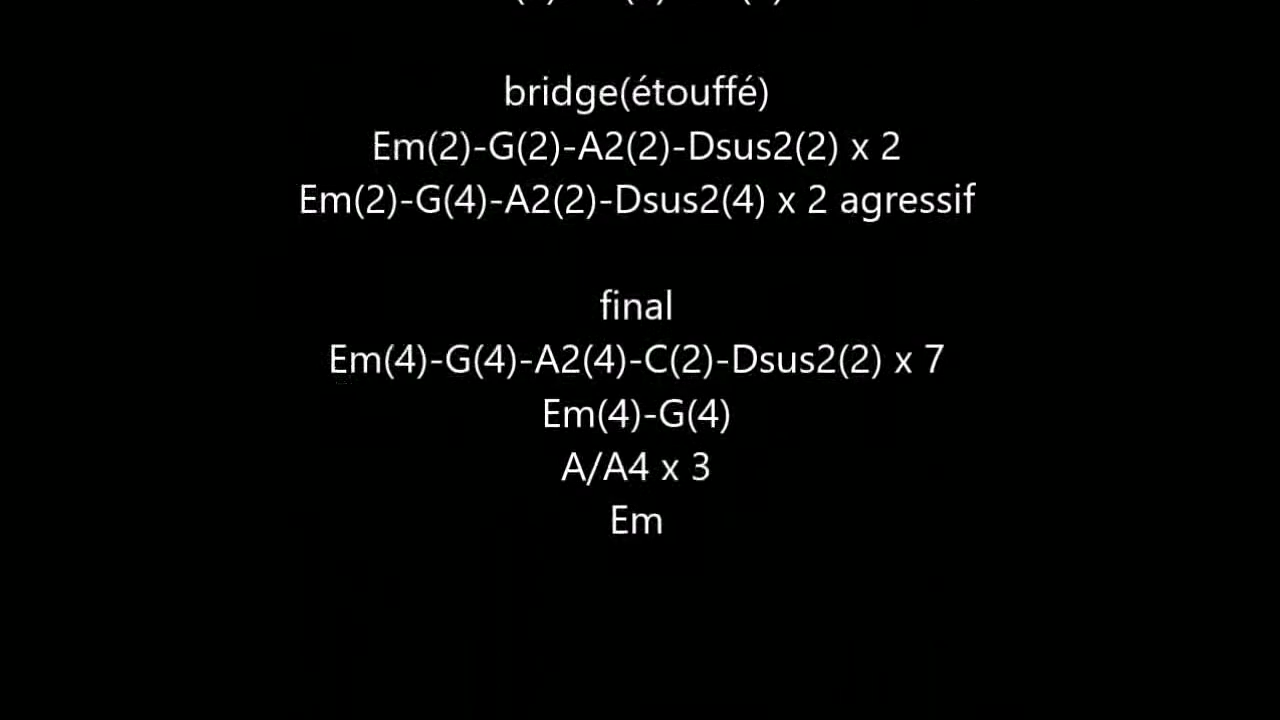 bridge(étouffé)
Em(2)-G(2)-A2(2)-Dsus2(2) x 2
Em(2)-G(4)-A2(2)-Dsus2(4) x 2 agressif
final
Em(4)-G(4)-A2(4)-C(2)-Dsus2(2) x 7
Em(4)-G(4)
A/A4 x 3
Em